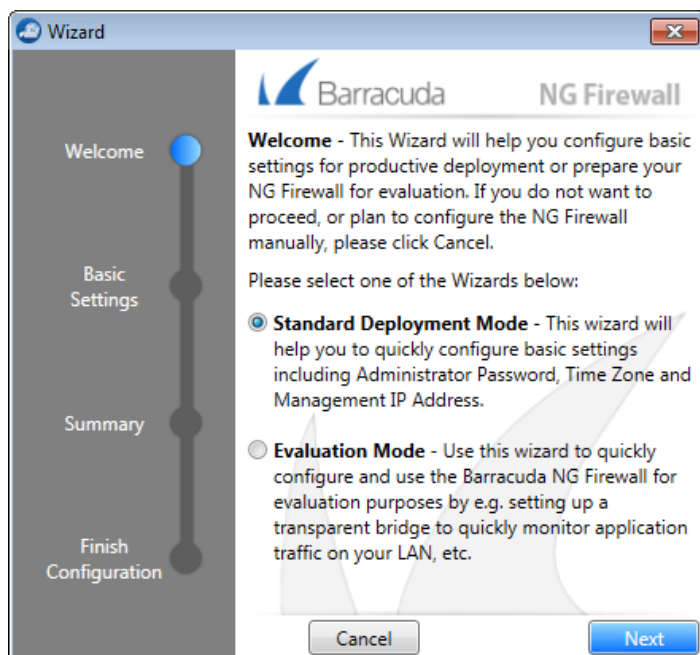 Wizard
Welcome
Basic
Settings
Summary
Finish
Configuration
Barracuda
NG Firewall
Welcome - This Wizard will help you configure basic
settings for productive deployment or prepare your
NG Firewall for evaluation. If you do not want to
proceed, or plan to configure the NG Firewall
manually, please click Cancel.
Please select one of the Wizards below:
Standard Deployment Mode - This wizard will
help you to quickly configure basic settings
including Administrator Password, Time Zone and
Management IP Address.
Evaluation Mode - Use this wizard to quickly
configure and use the Barracuda NG Firewall for
evaluation purposes by e.g. setting up a
transparent bridge to quickly monitor application
traffic on your LAN, etc.
Cancel
Next